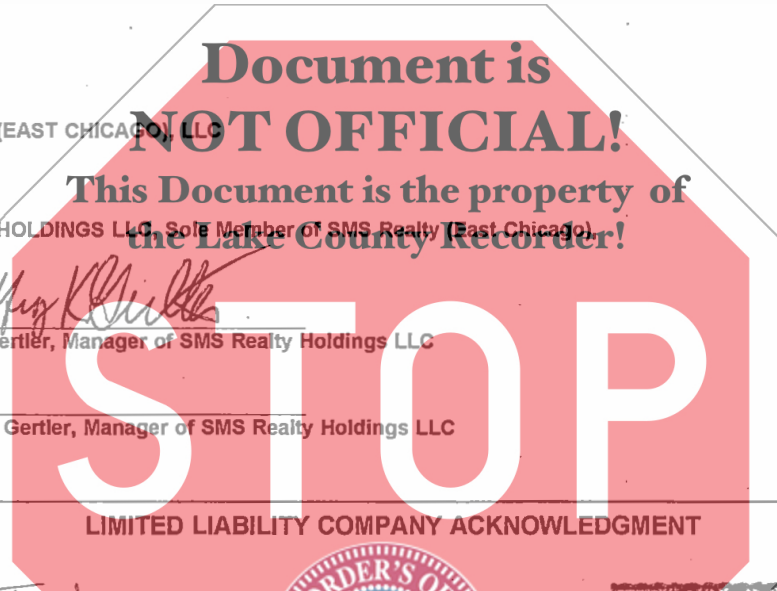 Document is
(EAST CHICAGO), LLC
NOT OFFICIAL!
This Document is the property of
HOLDINGS LLC, Sole Member of SMS Realty (East Chicago),
the Lake County Recorder!
ertler, Manager of SMS Realty Holdings LLC
STOP
Gertler, Manager of SMS Realty Holdings LLC
LIMITED LIABILITY COMPANY ACKNOWLEDGMENT
ORDER'S O